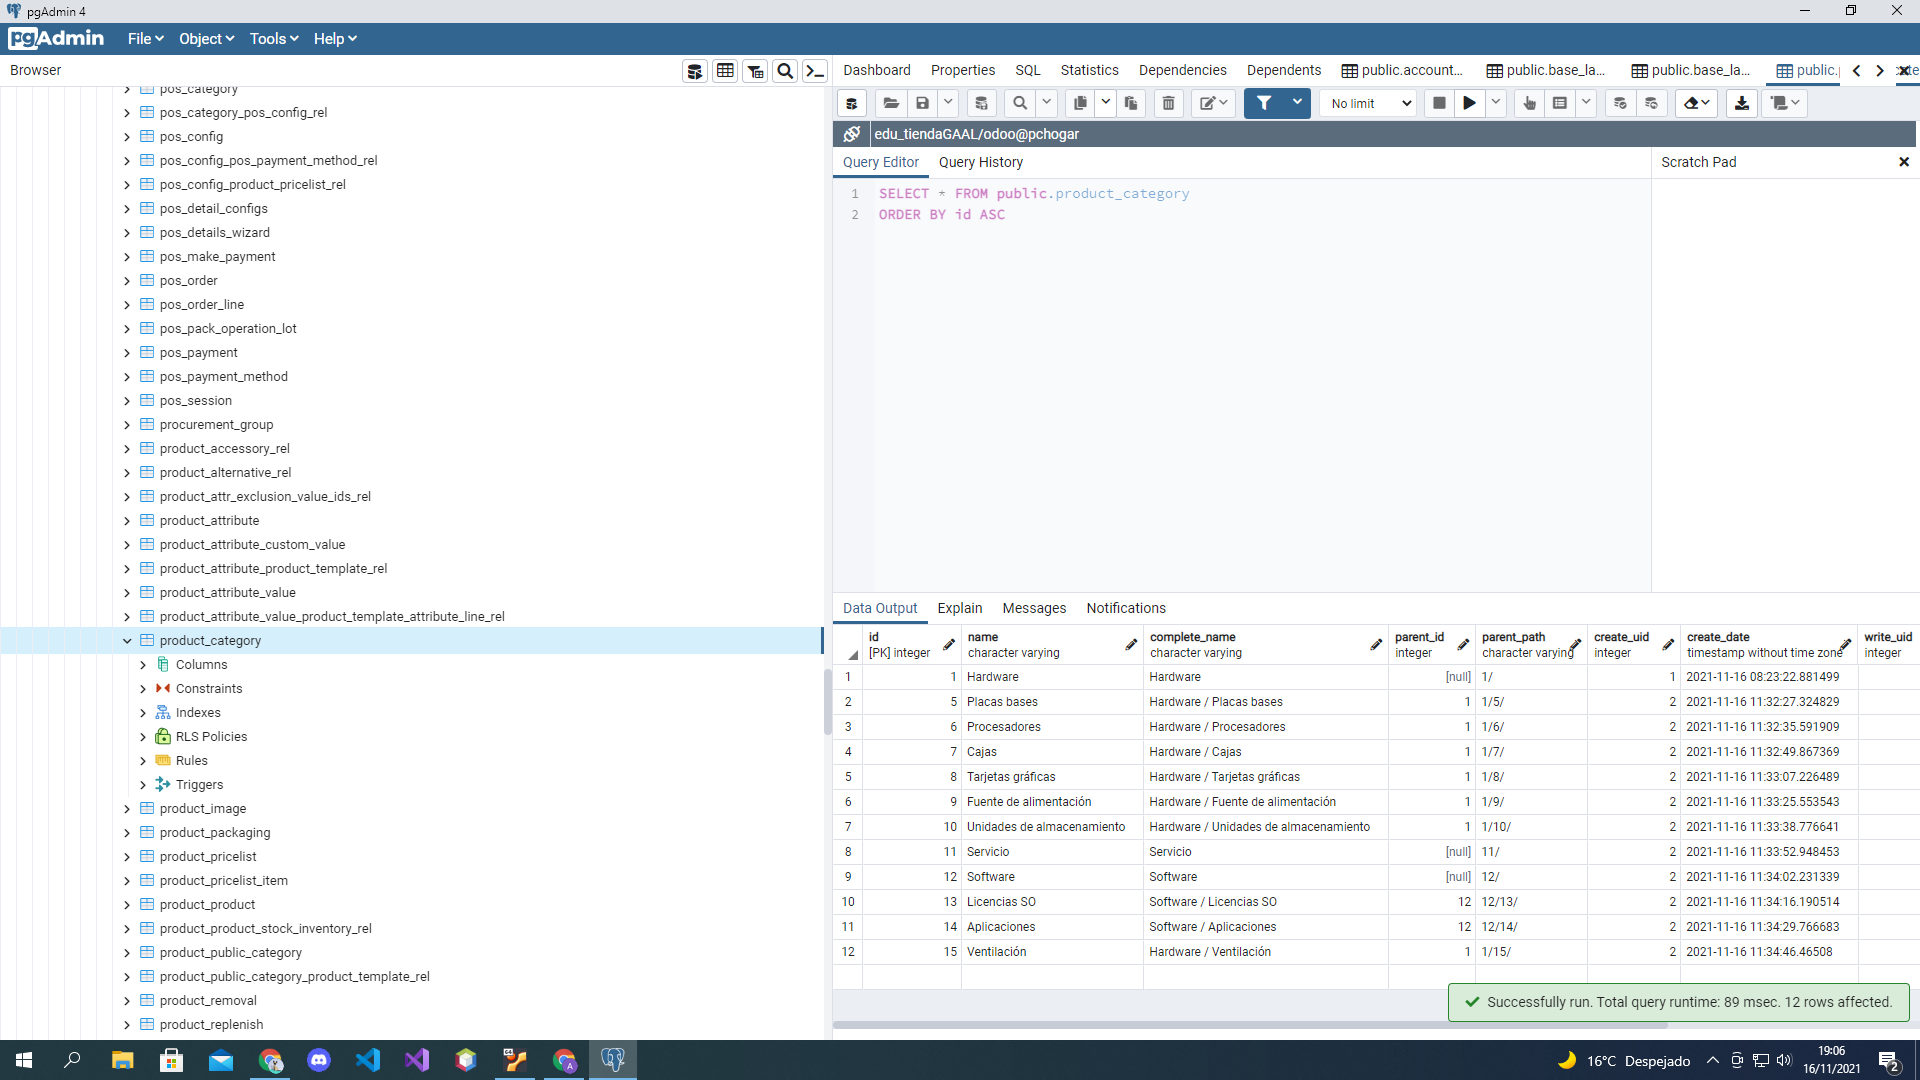 pgAdmin 4
pgAdmin File Object Tools Help
Browser
pos_category
pos_category_pos_config_rel
pos_config
pos_config_pos_payment_method_rel
pos_config_product_pricelist_rel
pos_detail_configs
pos_details_wizard
pos_make_payment
pos_order
pos_order_line
pos_pack_operation_lot
pos_payment
pos_payment_method
pos_session
procurement_group
product_accessory_rel
product_alternative_rel
product_attr_exclusion_value_ids_rel
product_attribute
product_attribute_custom_value
product_attribute_product_template_rel
product_attribute_value
product_attribute_value_product_template_attribute_line_rel
product_category
Columns
Constraints
Indexes
RLS Policies
Rules
Triggers
product_image
product_packaging
product_pricelist
product_pricelist_item
product_product
product_product_stock_inventory_rel
product_public_category
product_public_category_product_template_rel
product_removal
product_replenish
Dashboard Properties SQL Statistics Dependencies Dependents public.account... public.base_la... public.base_la... public.
No limit
edu_tiendaGAAL/odoo@pchogar
Query Editor Query History
Scratch Pad
1 SELECT * FROM public.product_category
2 ORDER BY id ASC
Data Output Explain Messages Notifications
id name complete_name parent_id parent_path create_uid create_date write_uid
[PK] integer character varying character varying integer character varying integer timestamp without time zone integer
1 1 Hardware Hardware [null] 1/ 1 2021-11-16 08:23:22.881499
2 5 Placas bases Hardware / Placas bases 1 1/5/ 2 2021-11-16 11:32:27.324829
3 6 Procesadores Hardware / Procesadores 1 1/6/ 2 2021-11-16 11:32:35.591909
4 7 Cajas Hardware / Cajas 1 1/7/ 2 2021-11-16 11:32:49.867369
5 8 Tarjetas gráficas Hardware / Tarjetas gráficas 1 1/8/ 2 2021-11-16 11:33:07.226489
6 9 Fuente de alimentación Hardware / Fuente de alimentación 1 1/9/ 2 2021-11-16 11:33:25.553543
7 10 Unidades de almacenamiento Hardware / Unidades de almacenamiento 1 1/10/ 2 2021-11-16 11:33:38.776641
8 11 Servicio Servicio [null] 11/ 2 2021-11-16 11:33:52.948453
9 12 Software Software [null] 12/ 2 2021-11-16 11:34:02.231339
10 13 Licencias SO Software / Licencias SO 12 12/13/ 2 2021-11-16 11:34:16.190514
11 14 Aplicaciones Software / Aplicaciones 12 12/14/ 2 2021-11-16 11:34:29.766683
12 15 Ventilación Hardware / Ventilación 1 1/15/ 2 2021-11-16 11:34:46.46508
Successfully run. Total query runtime: 89 msec. 12 rows affected.
16°C Despejado
19:06
16/11/2021
2